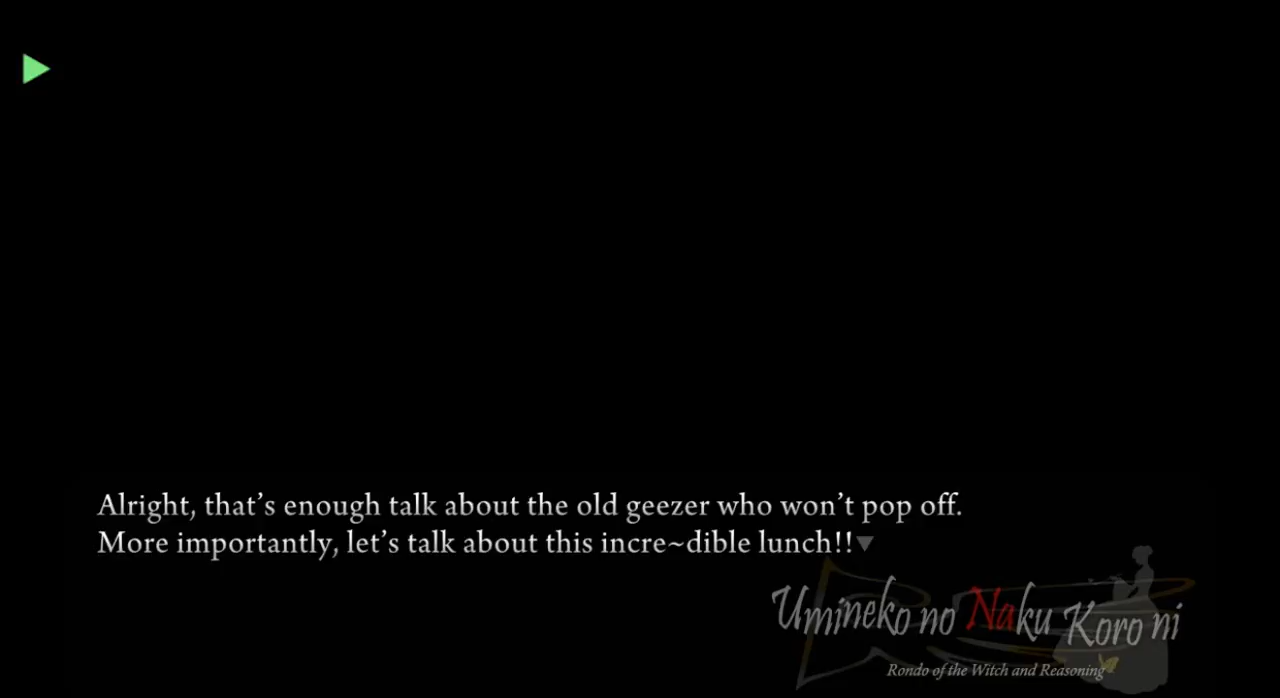 Alright, that's enough talk about the old geezer who won't pop off.
More importantly, let's talk about this incre~dible lunch!!
Umineko no Naku Koro ni
Rondo of the Witch and Reasoning